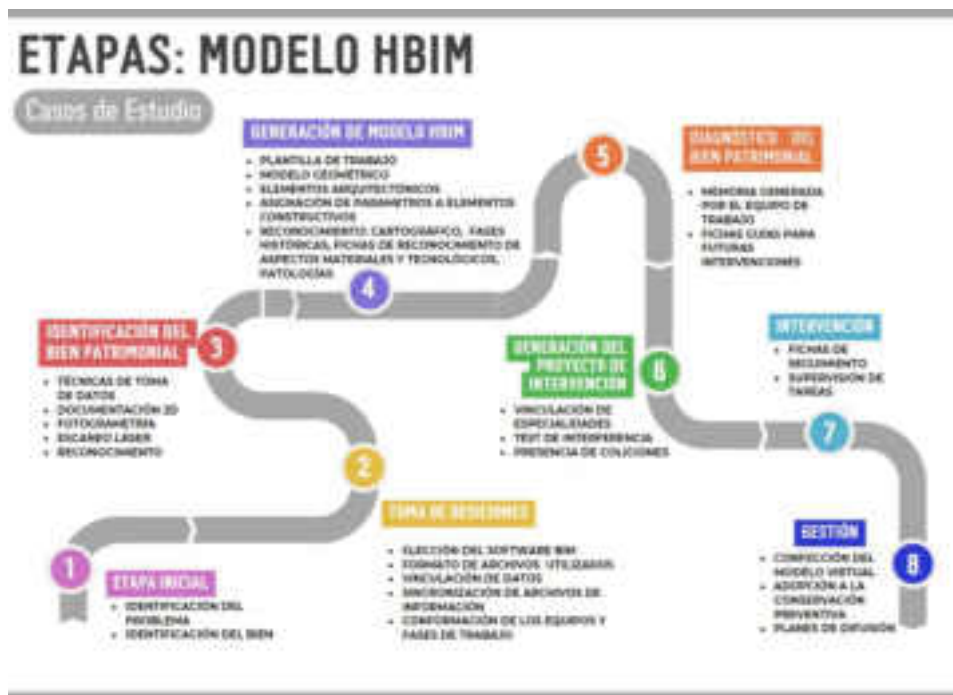 ETAPAS: MODELO HBIM
Casos de Estudio
1
ETAPA INICIAL
• IDENTIFICACIÓN DEL
PROBLEMA
• IDENTIFICACIÓN DEL BIEN
2
TOMA DE DECISIONES
• ELECCIÓN DEL SOFTWARE BIM
• FORMATO DE ARCHIVOS UTILIZADOS
• VINCULACIÓN DE DATOS
• SINCRONIZACIÓN DE ARCHIVOS DE
INFORMACIÓN
• CONFORMACIÓN DE LOS EQUIPOS Y
FASES DE TRABAJO
3
IDENTIFICACIÓN DEL
BIEN PATRIMONIAL
• TÉCNICAS DE TOMA
DE DATOS
• DOCUMENTACIÓN 2D
• FOTOGRAMETRÍA
• ESCANEO LÁSER
• RECONOCIMIENTO
4
GENERACIÓN DE MODELO HBIM
• PLANTILLA DE TRABAJO
• MODELO GEOMÉTRICO
• ELEMENTOS ARQUITECTÓNICOS
• ASIGNACIÓN DE PARAMETROS A ELEMENTOS
CONSTRUCTIVOS
• RECONOCIMIENTO: CARTOGRÁFICO, FASES
HISTÓRICAS, FICHAS DE RECONOCIMIENTO DE
ASPECTOS MATERIALES Y TECNOLÓGICOS,
PATOLOGÍAS
5
DIAGNÓSTICO DEL
BIEN PATRIMONIAL
• MEMORIA GENERADA
POR EL EQUIPO DE
TRABAJO
• FICHAS GUÍAS PARA
FUTURAS
INTERVENCIONES
6
GENERACIÓN DEL
PROYECTO DE
INTERVENCIÓN
• VINCULACIÓN DE
ESPECIALIDADES
• TEST DE INTERFERENCIA
• PRESENCIA DE COLICIONES
7
INTERVENCIÓN
• FICHAS DE
SEGUIMIENTO
• SUPERVISIÓN DE
TAREAS
8
GESTIÓN
• CONFECCIÓN DEL
MODELO VIRTUAL
• ADOPCIÓN A LA
CONSERVACIÓN
PREVENTIVA
• PLANES DE DIFUSIÓN